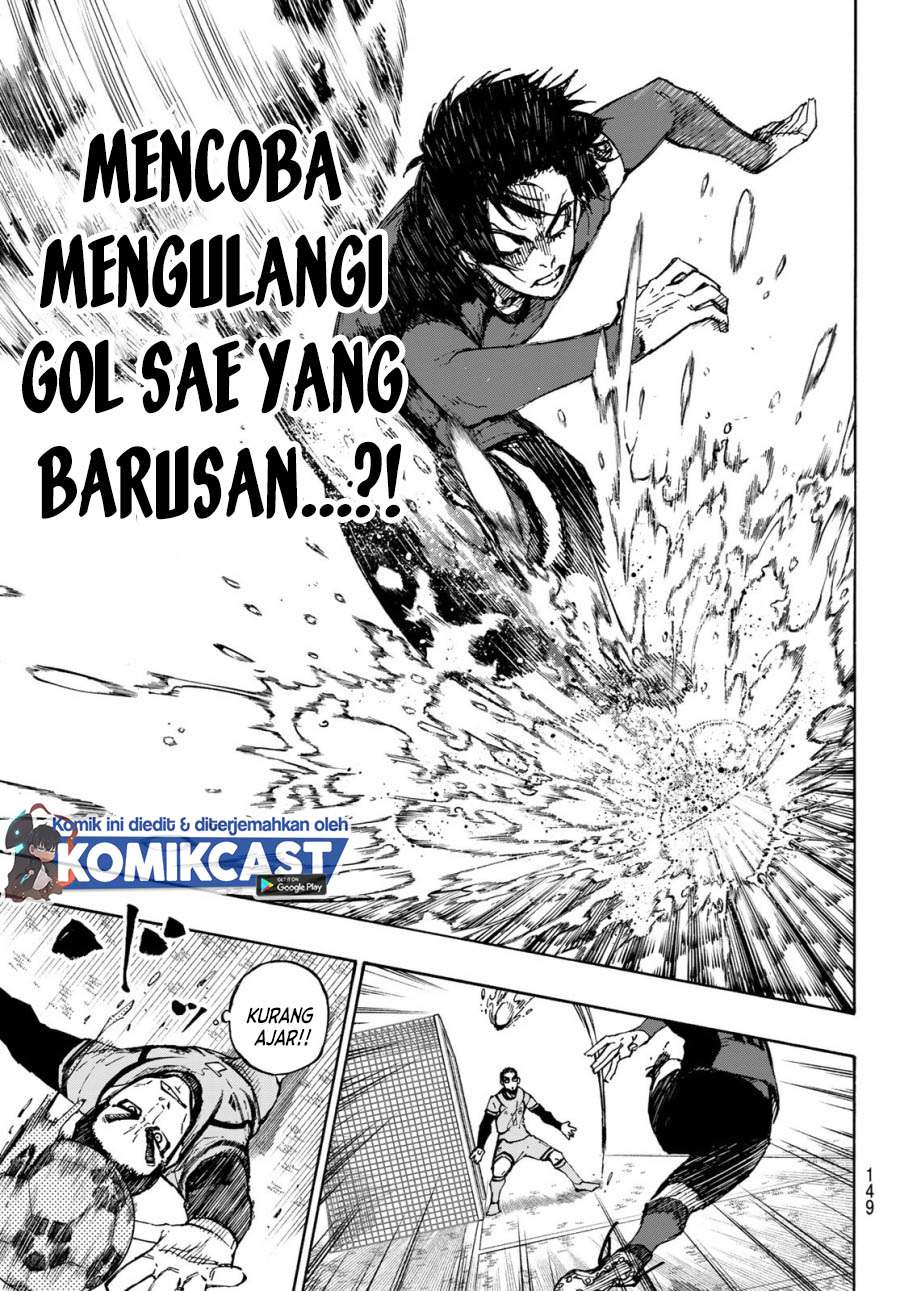 MENCOBA
MENGULANGI
GOL SAE YANG
BARUSAN...?!
Komik ini diedit & diterjemahkan oleh
KOMIKCAST
GET IT ON
Google Play
KURANG
AJAR!!
ド
149